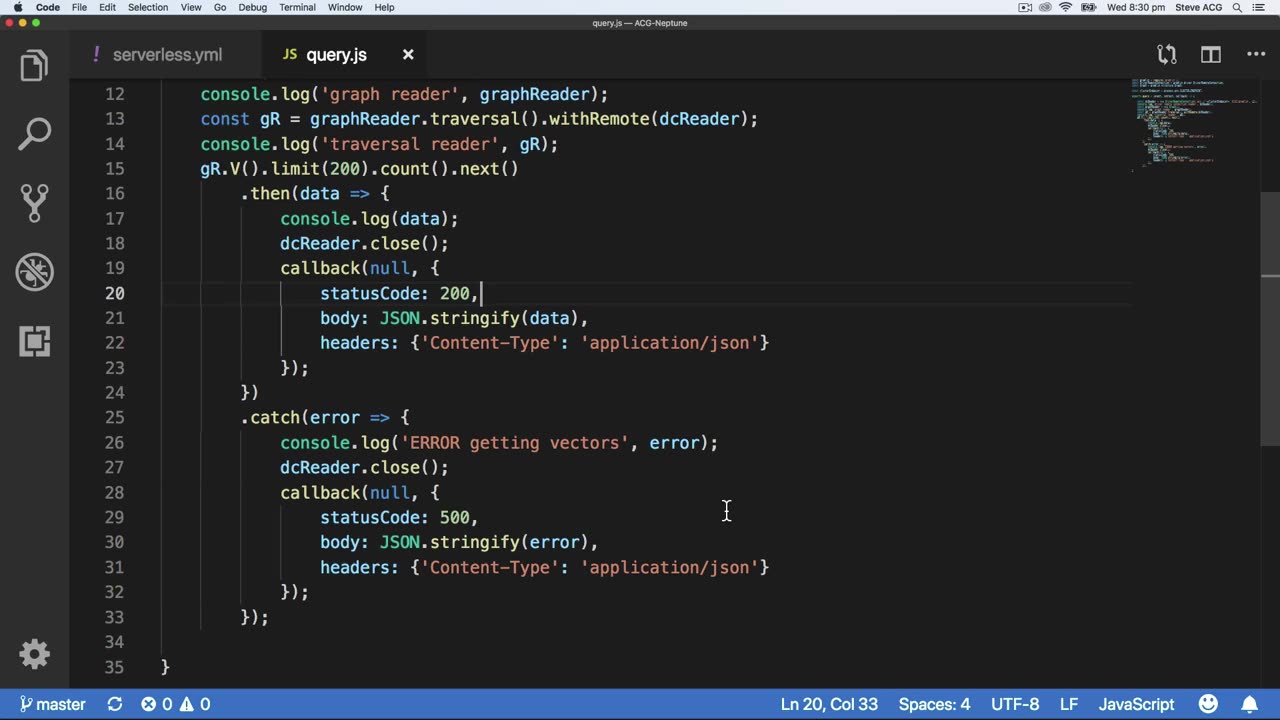 Code File Edit Selection View Go Debug Terminal Window Help Wed 8:30 pm Steve ACG
query.js — ACG-Neptune
! serverless.yml JS query.js ×
12 console.log('graph reader' graphReader);
13 const gR = graphReader.traversal().withRemote(dcReader);
14 console.log('traversal reader', gR);
15 gR.V().limit(200).count().next()
16 .then(data => {
17 console.log(data);
18 dcReader.close();
19 callback(null, {
20 statusCode: 200,
21 body: JSON.stringify(data),
22 headers: {'Content-Type': 'application/json'}
23 });
24 })
25 .catch(error => {
26 console.log('ERROR getting vectors', error);
27 dcReader.close();
28 callback(null, {
29 statusCode: 500,
30 body: JSON.stringify(error),
31 headers: {'Content-Type': 'application/json'}
32 });
33 });
34
35 }
master 0 0 Ln 20, Col 33 Spaces: 4 UTF-8 LF JavaScript